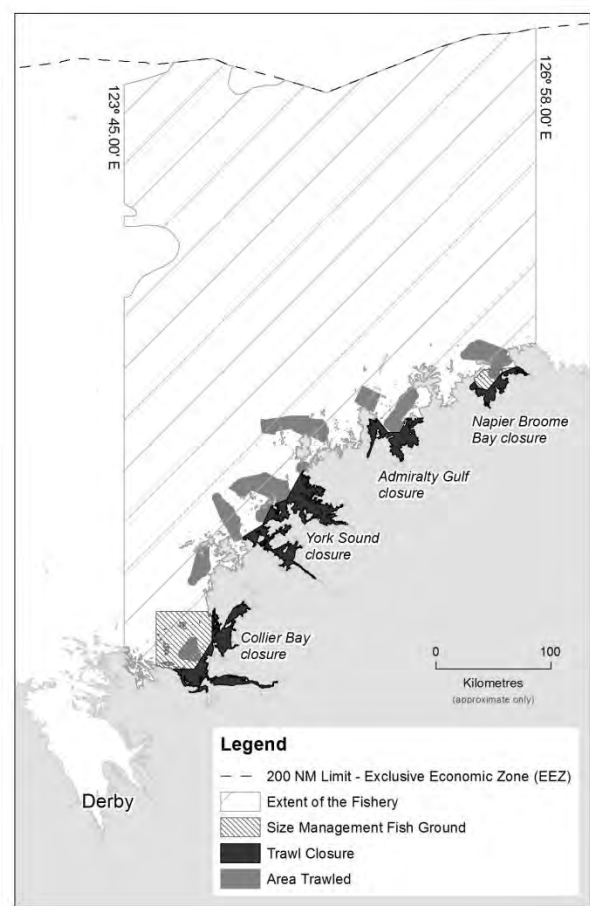 123° 45.00' E
126° 58.00' E
Napier Broome
Bay closure
Admiralty Gulf
closure
York Sound
closure
Collier Bay
closure
0 100
Kilometres
(approximate only)
Derby
Legend
200 NM Limit - Exclusive Economic Zone (EEZ)
Extent of the Fishery
Size Management Fish Ground
Trawl Closure
Area Trawled